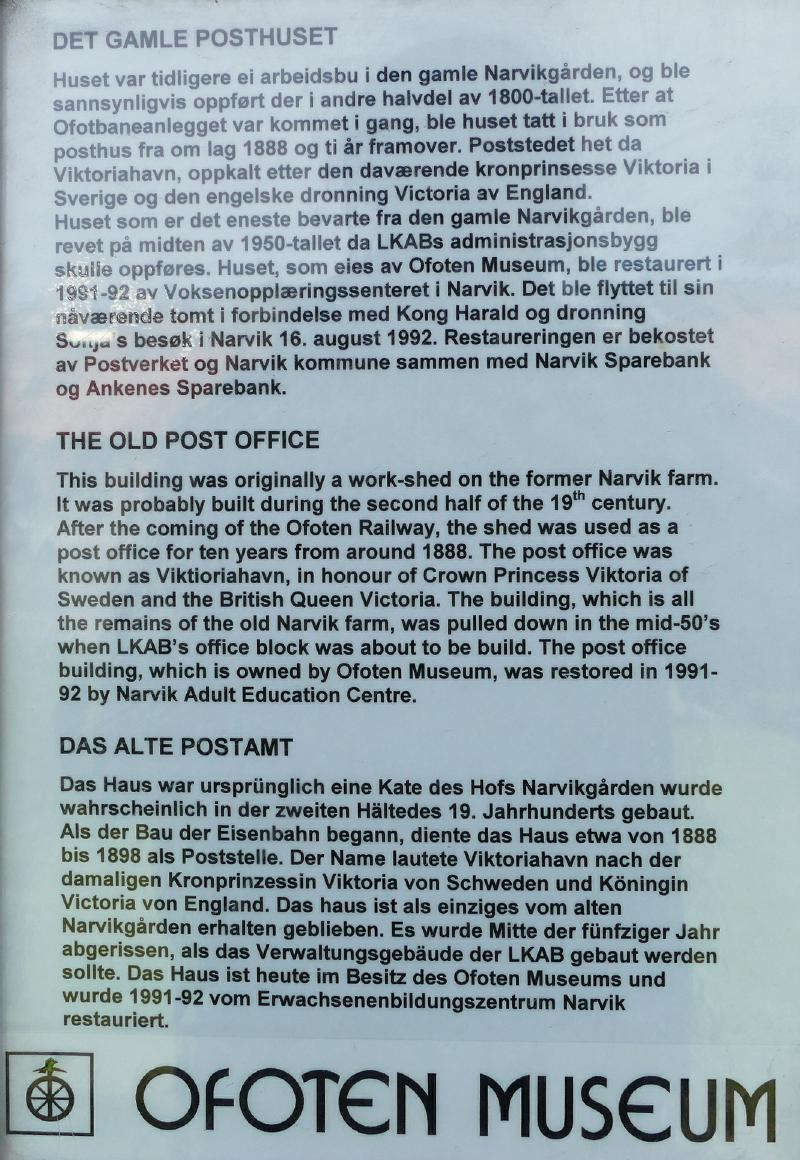 DET GAMLE POSTHUSET
Huset var tidligere ei arbeidsbu i den gamle Narvikgården, og ble
sannsynligvis oppført der i andre halvdel av 1800-tallet. Etter at
Ofotbaneanlegget var kommet i gang, ble huset tatt i bruk som
posthus fra om lag 1888 og ti år framover. Poststedet het da
Viktoriahavn, oppkalt etter den daværende kronprinsesse Viktoria i
Sverige og den engelske dronning Victoria av England.
Huset som er det eneste bevarte fra den gamle Narvikgården, ble
revet på midten av 1950-tallet da LKABs administrasjonsbygg
skulle oppføres. Huset, som eies av Ofoten Museum, ble restaurert i
1991-92 av Voksenopplæringssenteret i Narvik. Det ble flyttet til sin
nåværende tomt i forbindelse med Kong Harald og dronning
Sonja's besøk i Narvik 16. august 1992. Restaureringen er bekostet
av Postverket og Narvik kommune sammen med Narvik Sparebank
og Ankenes Sparebank.
THE OLD POST OFFICE
This building was originally a work-shed on the former Narvik farm.
It was probably built during the second half of the 19th century.
After the coming of the Ofoten Railway, the shed was used as a
post office for ten years from around 1888. The post office was
known as Viktioriahavn, in honour of Crown Princess Viktoria of
Sweden and the British Queen Victoria. The building, which is all
the remains of the old Narvik farm, was pulled down in the mid-50's
when LKAB's office block was about to be build. The post office
building, which is owned by Ofoten Museum, was restored in 1991-
92 by Narvik Adult Education Centre.
DAS ALTE POSTAMT
Das Haus war ursprünglich eine Kate des Hofs Narvikgården wurde
wahrscheinlich in der zweiten Hältedes 19. Jahrhunderts gebaut.
Als der Bau der Eisenbahn begann, diente das Haus etwa von 1888
bis 1898 als Poststelle. Der Name lautete Viktoriahavn nach der
damaligen Kronprinzessin Viktoria von Schweden und Köningin
Victoria von England. Das haus ist als einziges vom alten
Narvikgården erhalten geblieben. Es wurde Mitte der fünfziger Jahr
abgerissen, als das Verwaltungsgebäude der LKAB gebaut werden
sollte. Das Haus ist heute im Besitz des Ofoten Museums und
wurde 1991-92 vom Erwachsenenbildungszentrum Narvik
restauriert.
OFOTEN MUSEUM